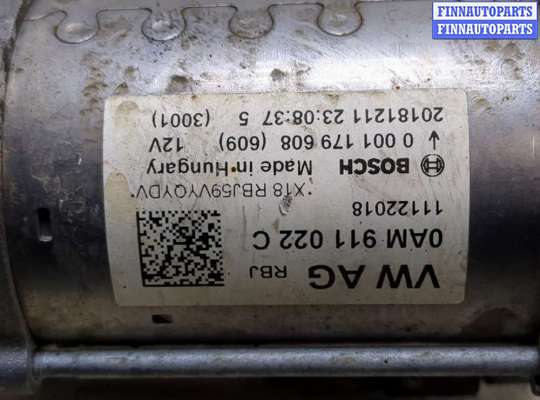 FINNAUTOPARTS
FINNAUTOPARTS
VW AG RBJ
0AM 911 022 C
11122018
*X18 RBJ59VYQYDV*
BOSCH Made in Hungary
0 001 179 608 (609) 12V
20181211 23:08:37 5 (3001)